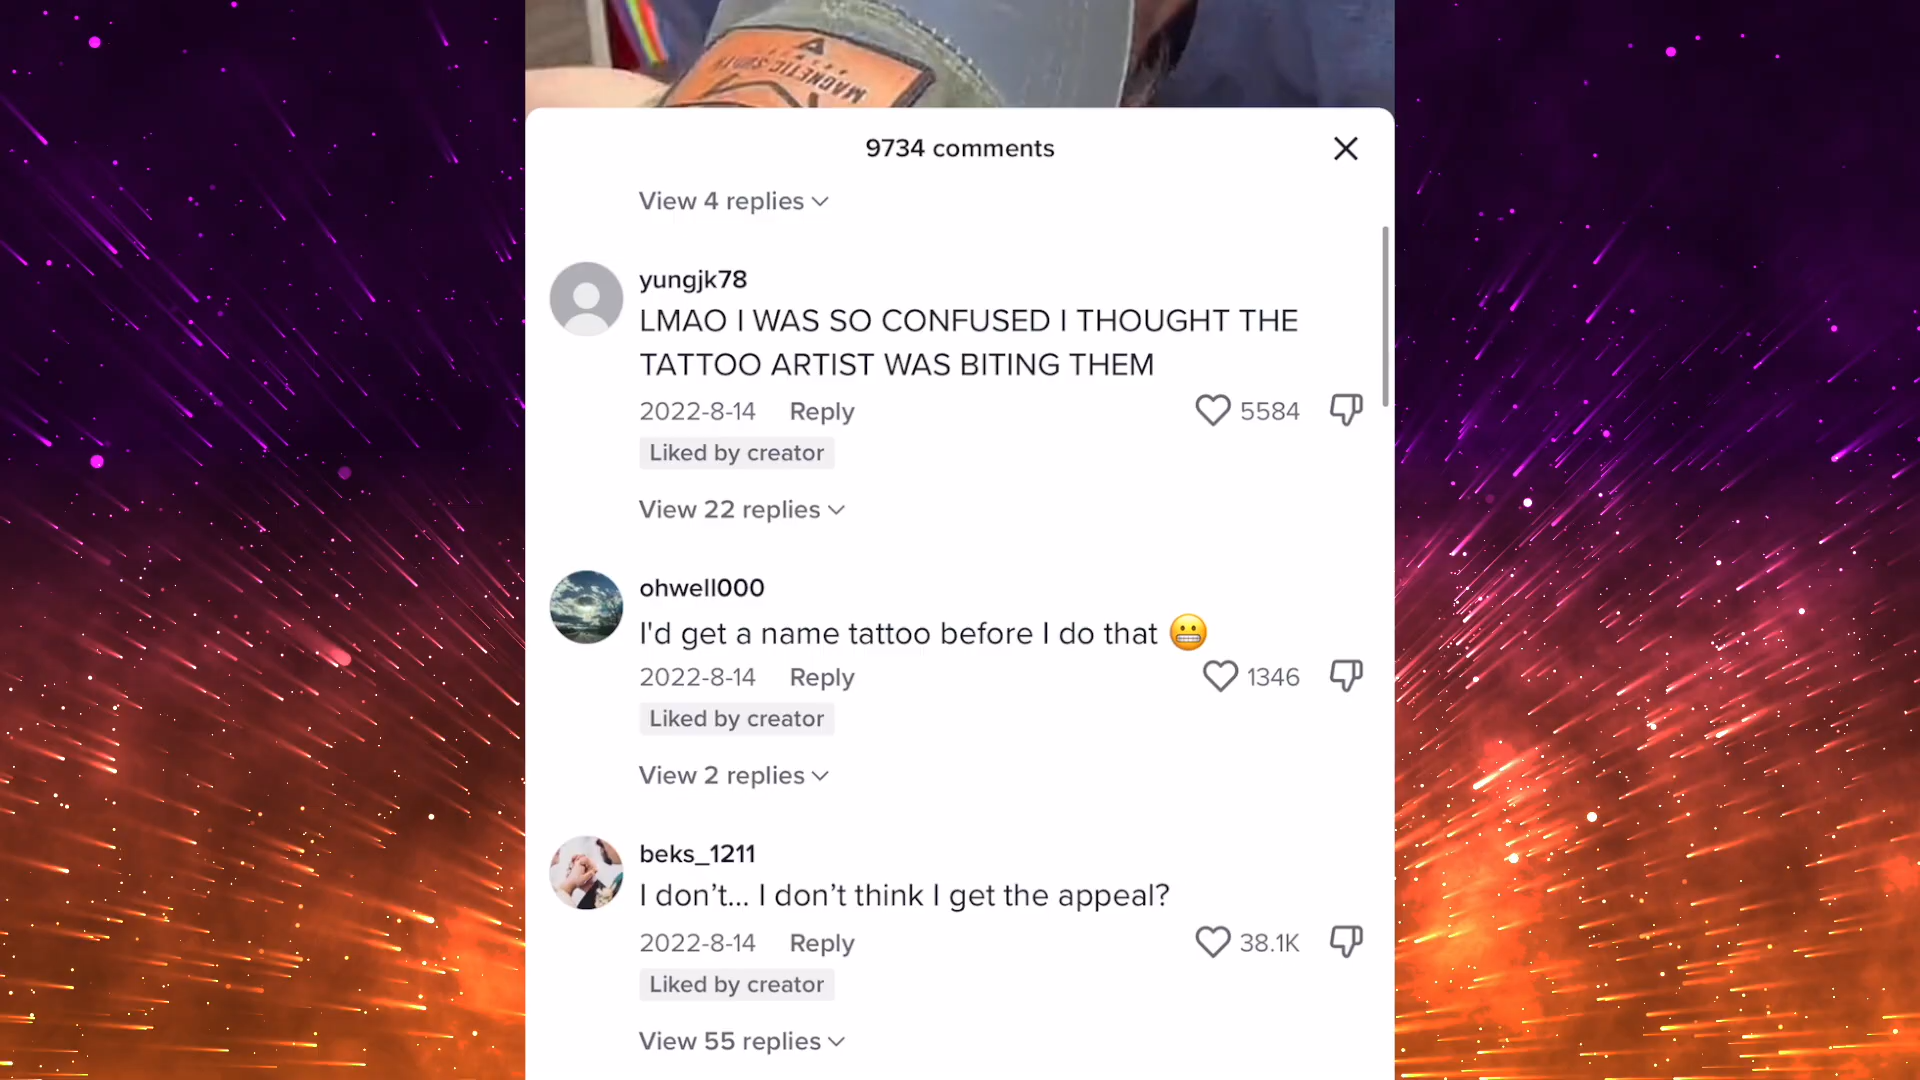 MAGNETIC
9734 comments
View 4 replies
yungjk78
LMAO I WAS SO CONFUSED I THOUGHT THE
TATTOO ARTIST WAS BITING THEM
2022-8-14 Reply 5584
Liked by creator
View 22 replies
ohwell000
I'd get a name tattoo before I do that 😬
2022-8-14 Reply 1346
Liked by creator
View 2 replies
beks_1211
I don’t... I don’t think I get the appeal?
2022-8-14 Reply 38.1K
Liked by creator
View 55 replies